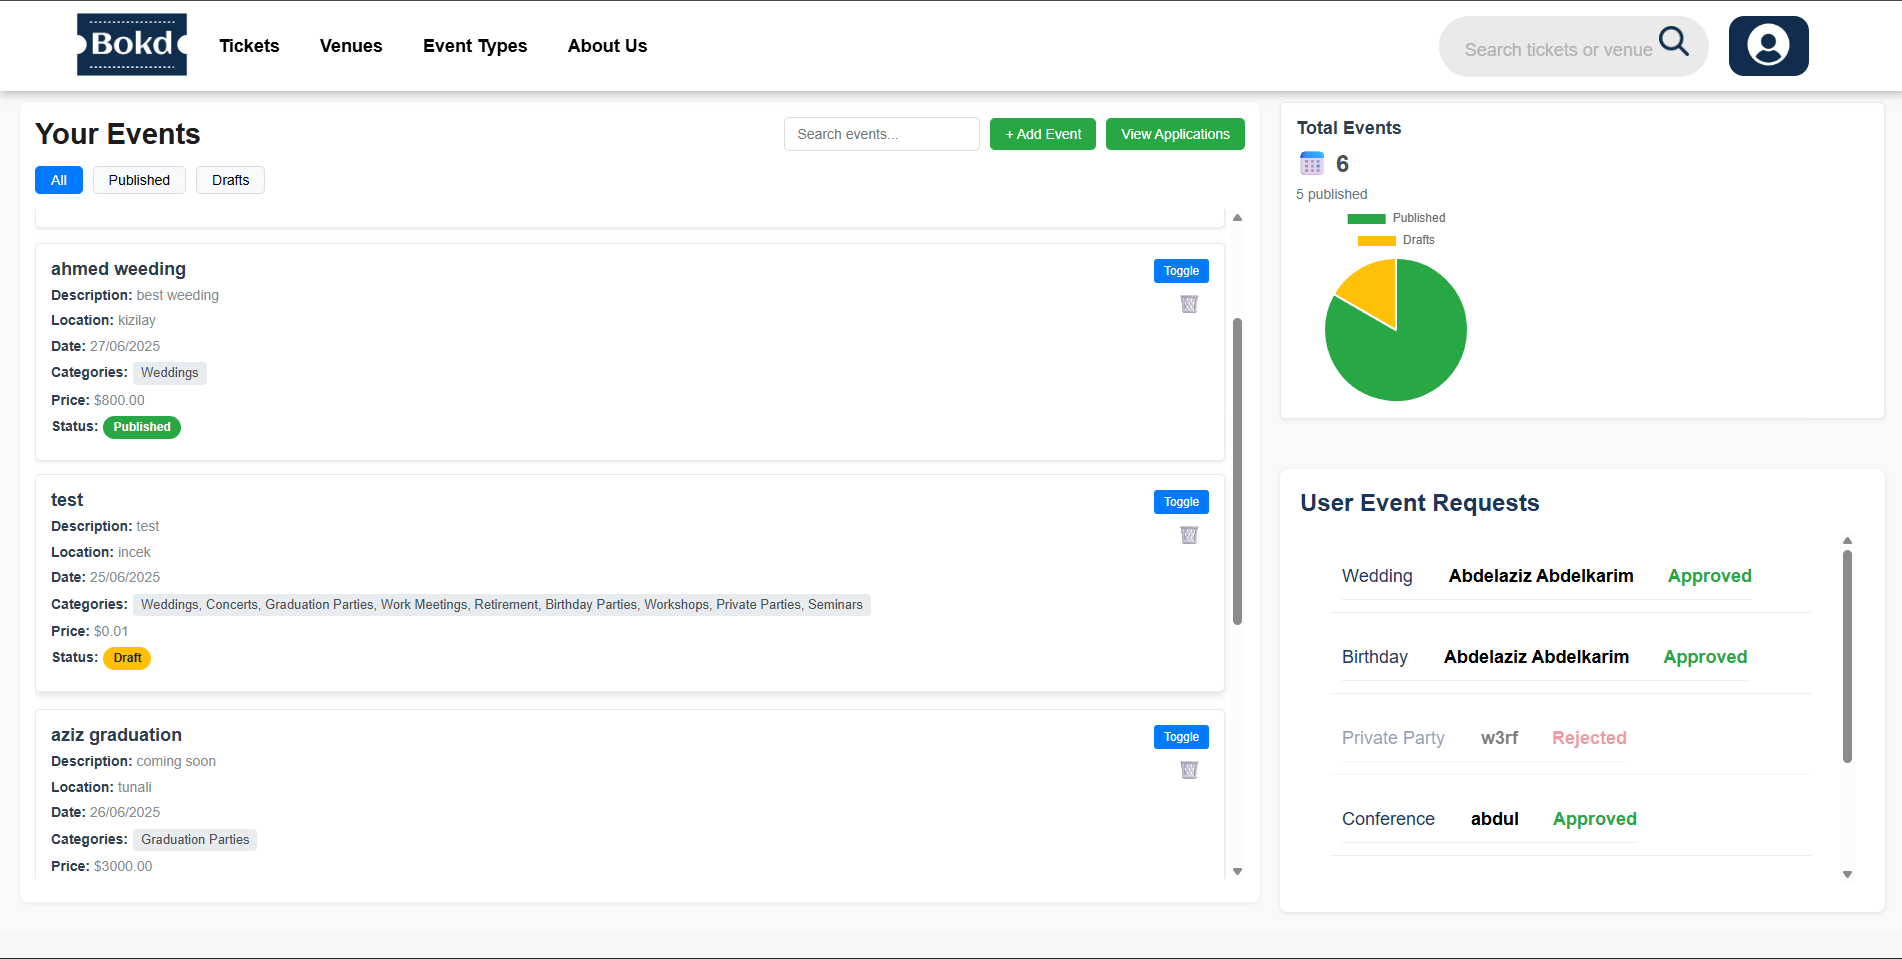 Bokd
Tickets Venues Event Types About Us
Search tickets or venue
Your Events
Search events...
+ Add Event
View Applications
All Published Drafts
ahmed weeding
Toggle
Description: best weeding
Location: kizilay
Date: 27/06/2025
Categories: Weddings
Price: $800.00
Status: Published
test
Toggle
Description: test
Location: incek
Date: 25/06/2025
Categories: Weddings, Concerts, Graduation Parties, Work Meetings, Retirement, Birthday Parties, Workshops, Private Parties, Seminars
Price: $0.01
Status: Draft
aziz graduation
Toggle
Description: coming soon
Location: tunali
Date: 26/06/2025
Categories: Graduation Parties
Price: $3000.00
Total Events
6
5 published
Published
Drafts
User Event Requests
Wedding Abdelaziz Abdelkarim Approved
Birthday Abdelaziz Abdelkarim Approved
Private Party w3rf Rejected
Conference abdul Approved